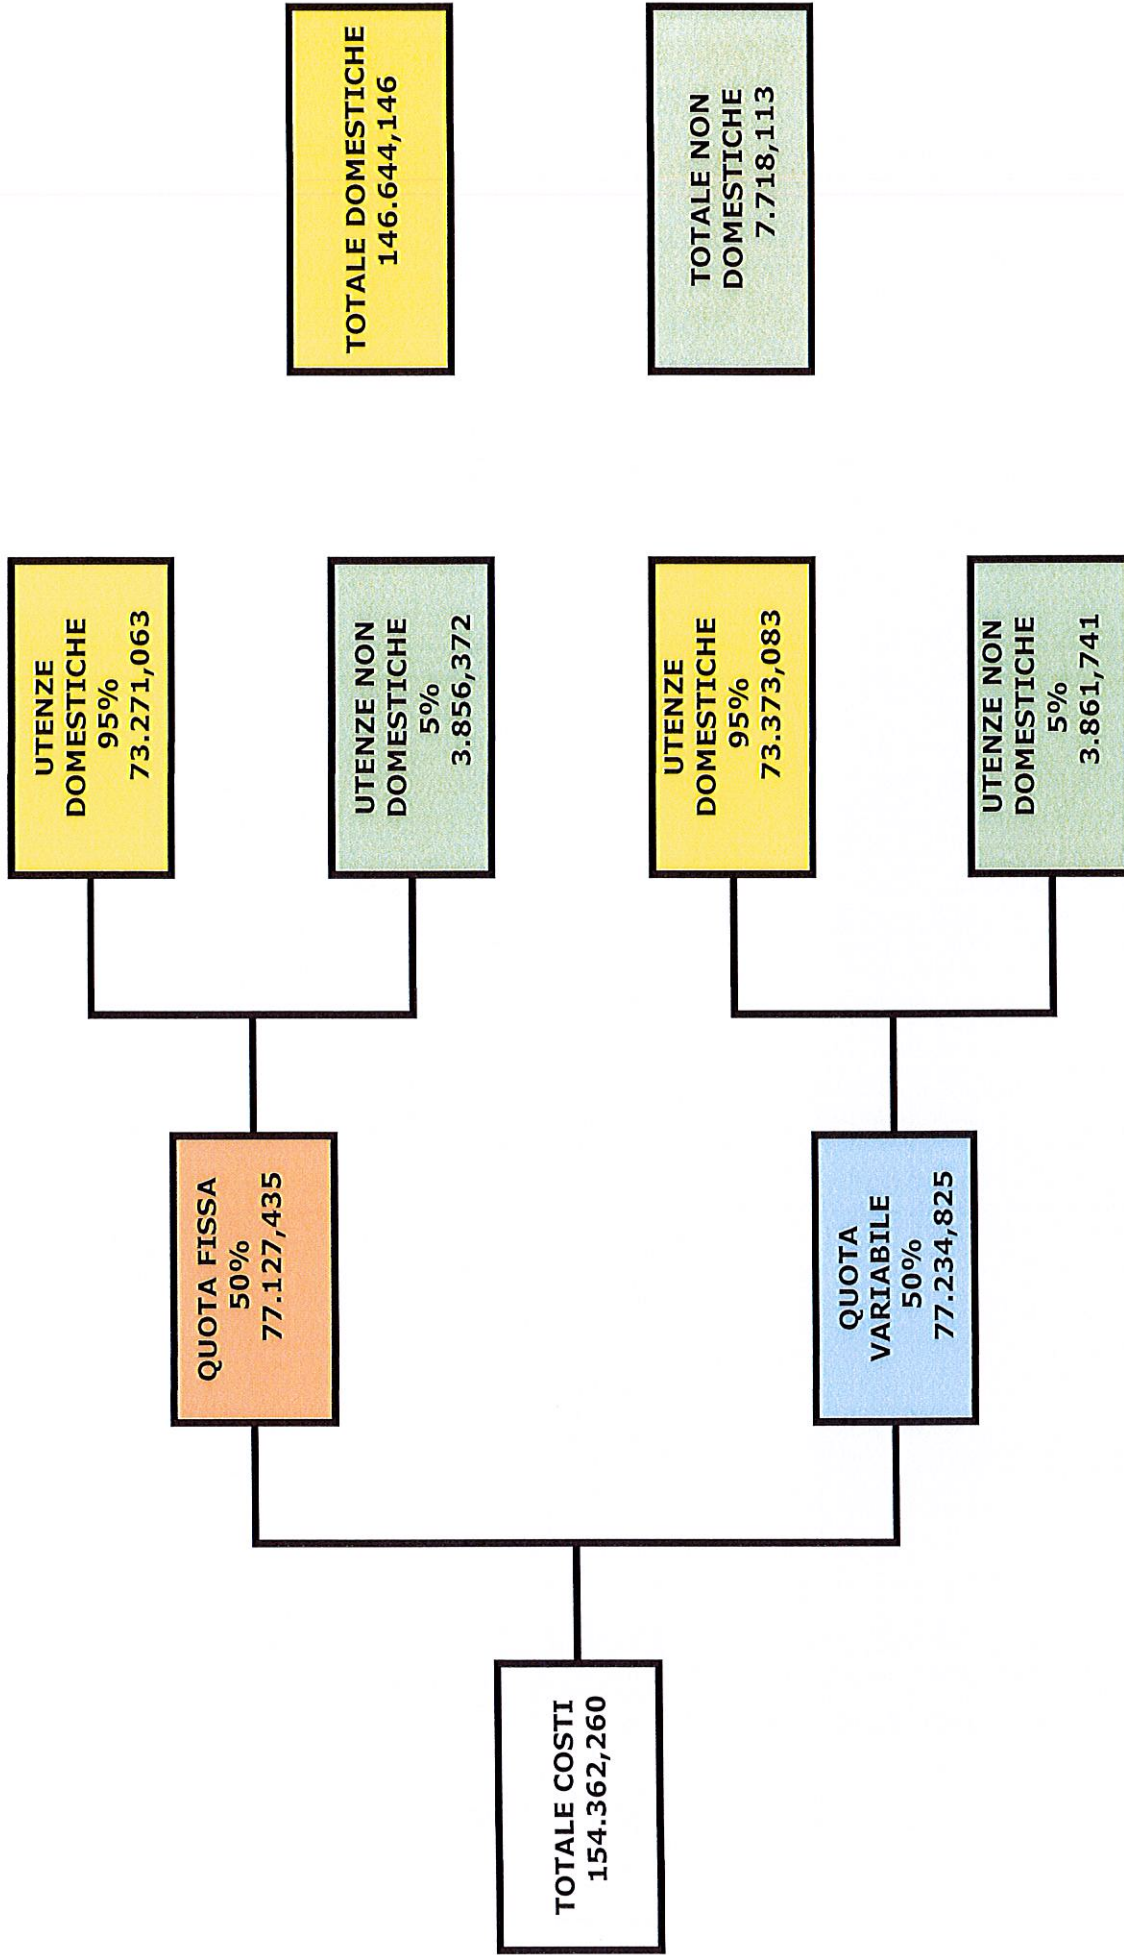 TOTALE COSTI
154.362,260
QUOTA FISSA
50%
77.127,435
QUOTA
VARIABILE
50%
77.234,825
UTENZE
DOMESTICHE
95%
73.271,063
UTENZE NON
DOMESTICHE
5%
3.856,372
UTENZE
DOMESTICHE
95%
73.373,083
UTENZE NON
DOMESTICHE
5%
3.861,741
TOTALE DOMESTICHE
146.644,146
TOTALE NON
DOMESTICHE
7.718,113